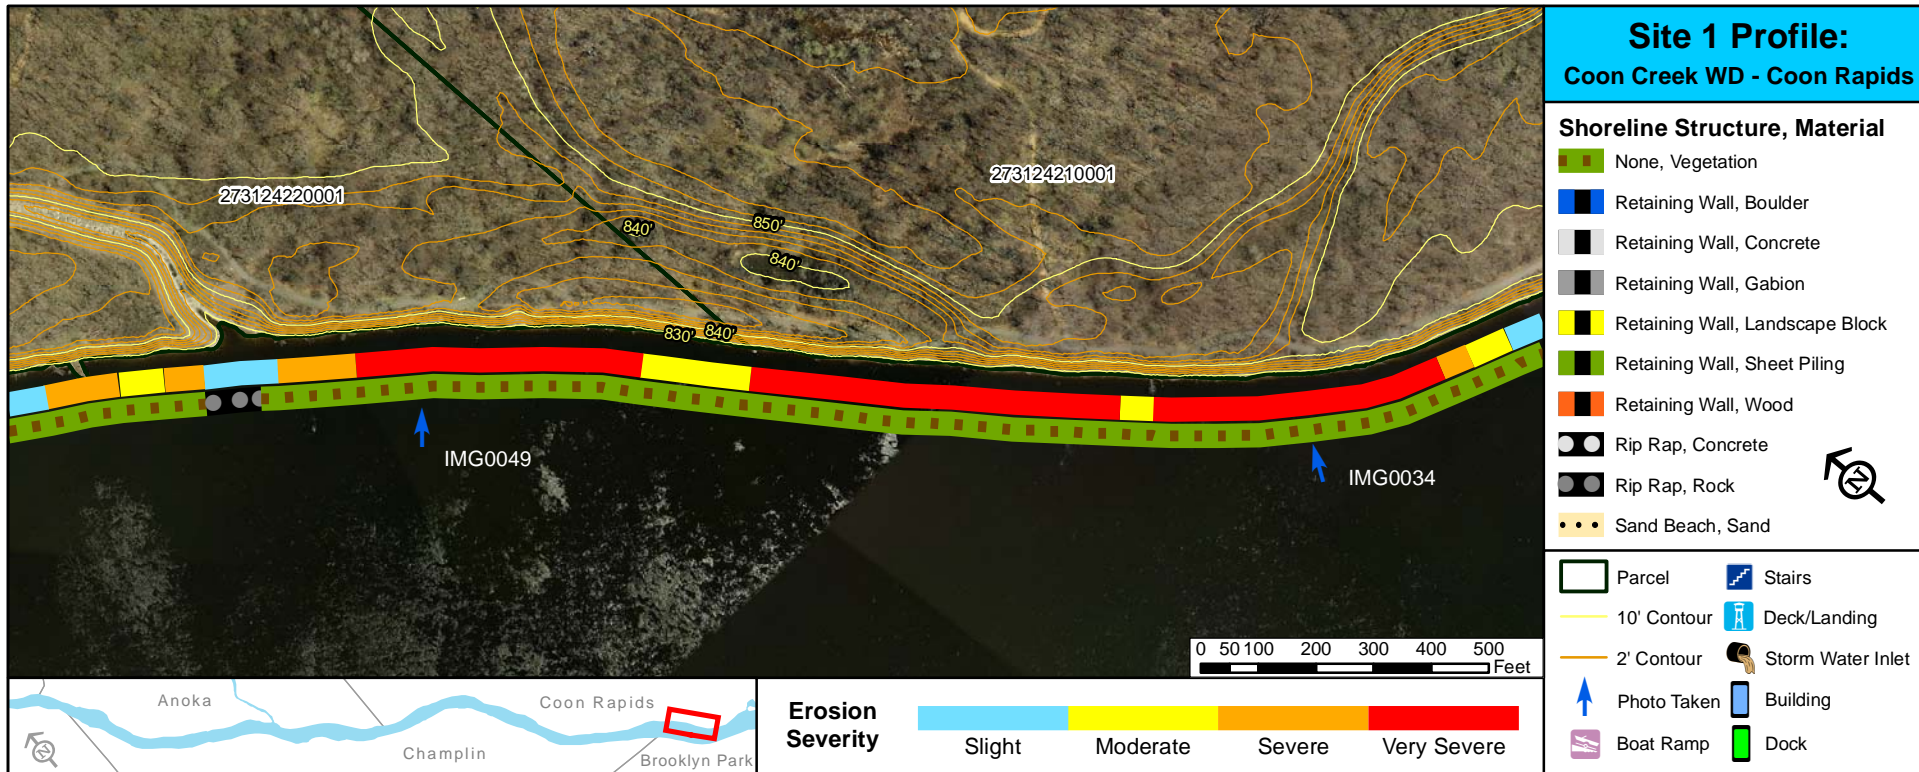 Site 1 Profile:
Coon Creek WD - Coon Rapids
273124220001
273124210001
840'
850'
840'
830'
840'
IMG0049
IMG0034
0 50 100 200 300 400 500
Feet
Shoreline Structure, Material
None, Vegetation
Retaining Wall, Boulder
Retaining Wall, Concrete
Retaining Wall, Gabion
Retaining Wall, Landscape Block
Retaining Wall, Sheet Piling
Retaining Wall, Wood
Rip Rap, Concrete
Rip Rap, Rock
Sand Beach, Sand
N
Parcel
Stairs
10' Contour
Deck/Landing
2' Contour
Storm Water Inlet
Photo Taken
Building
Boat Ramp
Dock
Anoka
Coon Rapids
Champlin
Brooklyn Park
N
Erosion
Severity
Slight
Moderate
Severe
Very Severe